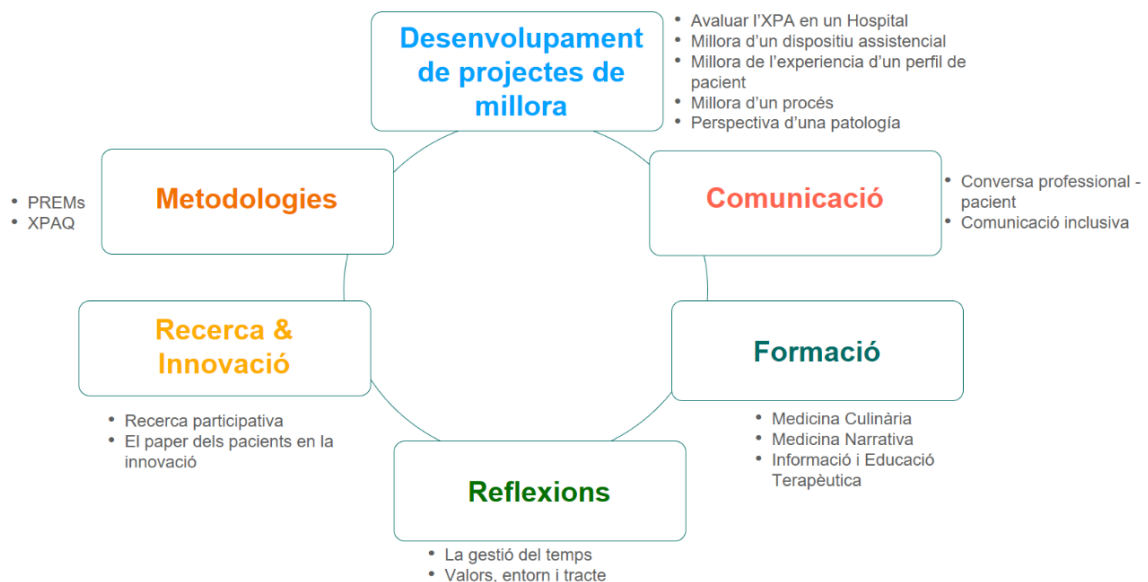 Desenvolupament
de projectes de
millora
• Avaluar l'XPA en un Hospital
• Millora d'un dispositiu assistencial
• Millora de l'experiencia d'un perfil de
pacient
• Millora d'un procés
• Perspectiva d'una patología
Comunicació
• Conversa professional -
pacient
• Comunicació inclusiva
Formació
• Medicina Culinària
• Medicina Narrativa
• Informació i Educació
Terapèutica
Reflexions
• La gestió del temps
• Valors, entorn i tracte
Recerca &
Innovació
• Recerca participativa
• El paper dels pacients en la
innovació
Metodologies
• PREMs
• XPAQ